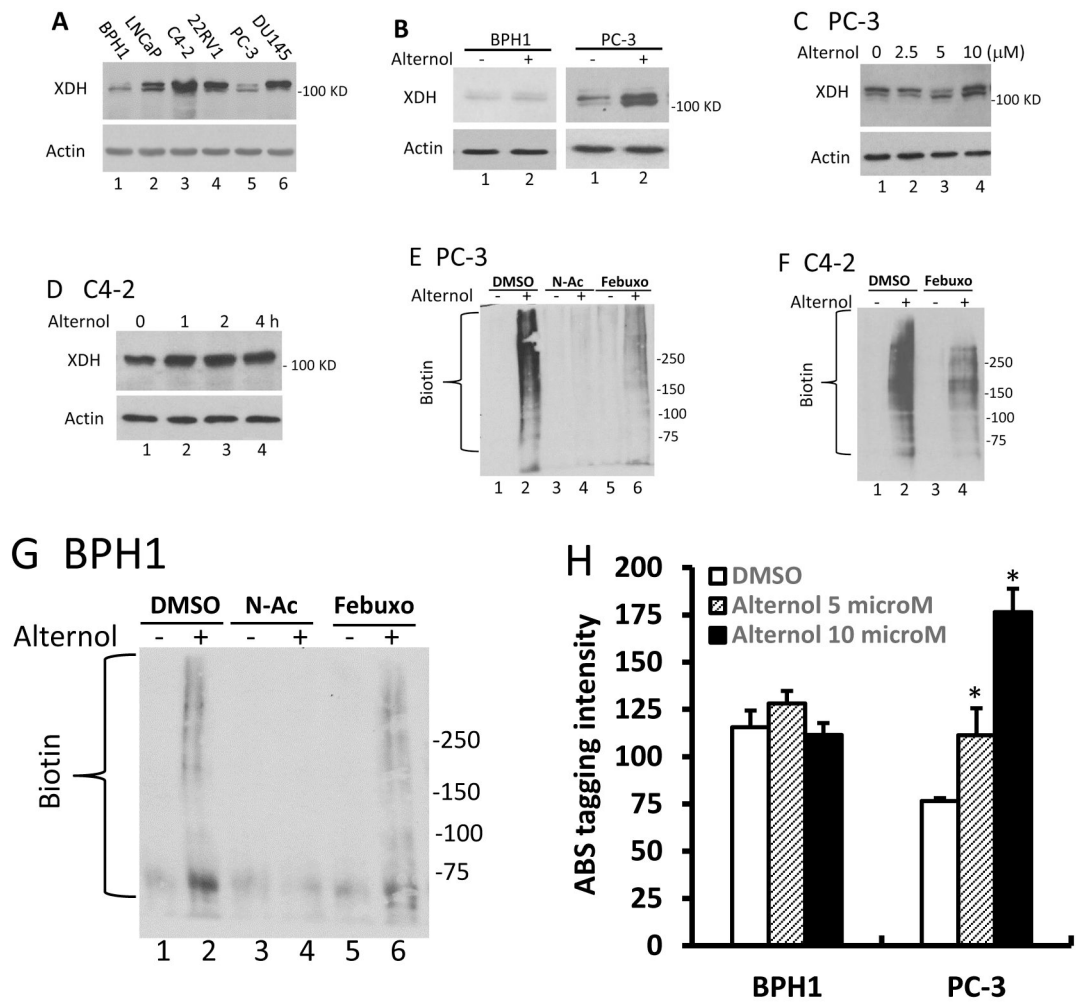 A
BPH1 LNCaP C4-2 22RV1 PC-3 DU145
XDH
-100 KD
Actin
1 2 3 4 5 6
B
BPH1 PC-3
Alternol - + - +
XDH
-100 KD
Actin
1 2 1 2
C PC-3
Alternol 0 2.5 5 10 (μM)
XDH
-100 KD
Actin
1 2 3 4
D C4-2
Alternol 0 1 2 4 h
XDH
- 100 KD
Actin
1 2 3 4
E PC-3
DMSO N-Ac Febuxo
Alternol - + - + - +
Biotin
-250
-150
-100
-75
1 2 3 4 5 6
F C4-2
DMSO Febuxo
Alternol - + - +
Biotin
-250
-150
-100
-75
1 2 3 4
G BPH1
DMSO N-Ac Febuxo
Alternol - + - + - +
Biotin
-250
-150
-100
-75
1 2 3 4 5 6
H
ABS tagging intensity
200
175
150
125
100
75
50
25
0
DMSO
Alternol 5 microM
Alternol 10 microM
* *
BPH1 PC-3